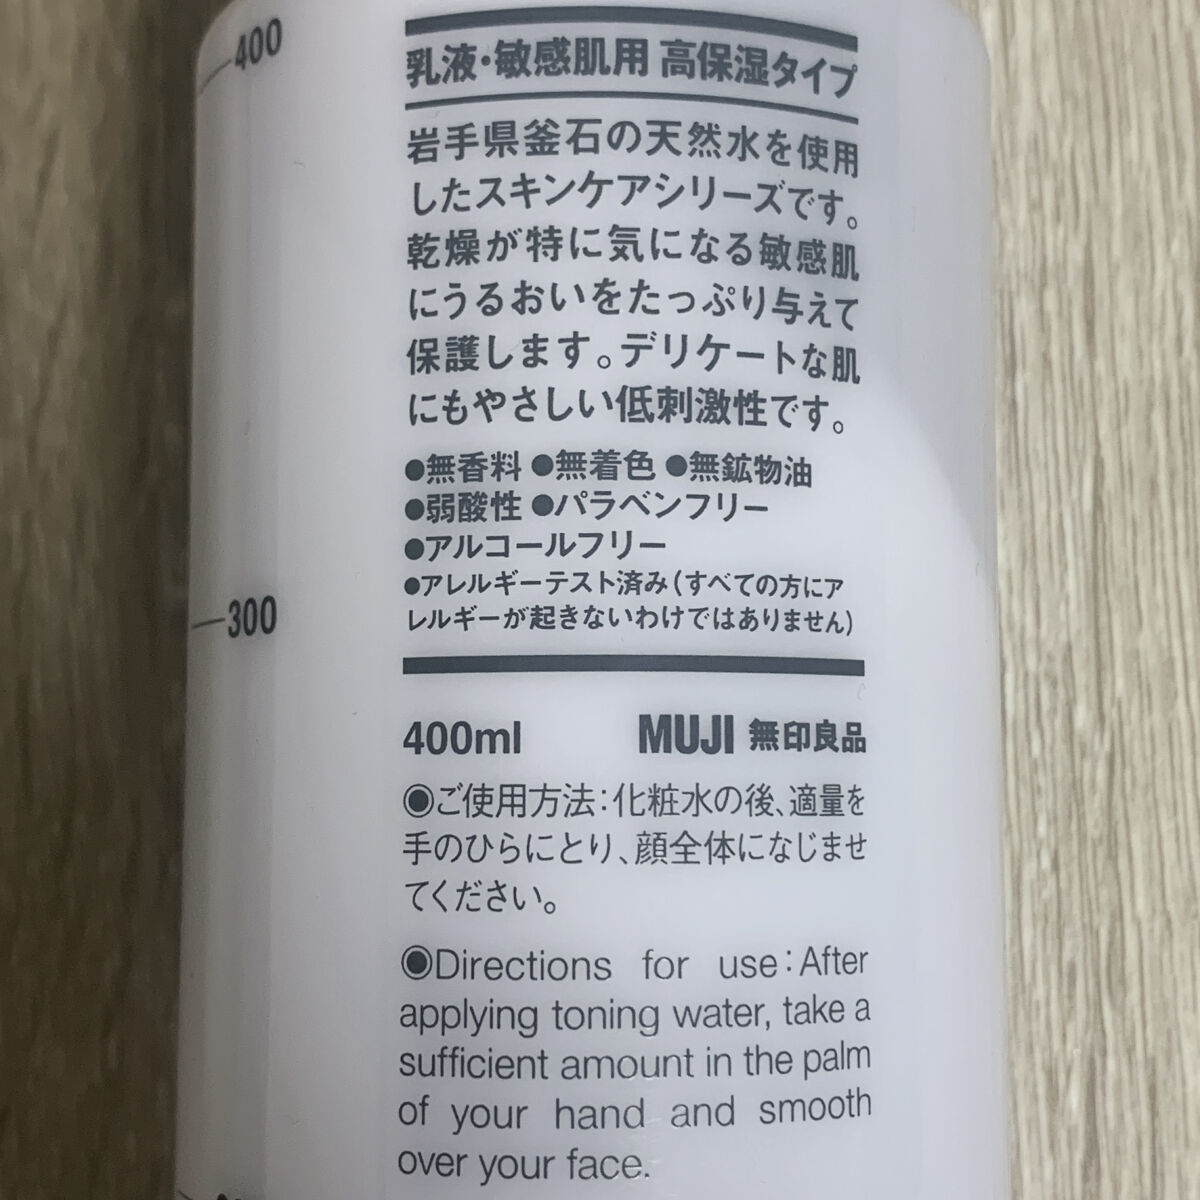 400
乳液・敏感肌用 高保湿タイプ
岩手県釜石の天然水を使用
したスキンケアシリーズです。
乾燥が特に気になる敏感肌
にうるおいをたっぷり与えて
保護します。デリケートな肌
にもやさしい低刺激性です。
●無香料 ●無着色 ●無鉱物油
●弱酸性 ●パラベンフリー
●アルコールフリー
●アレルギーテスト済み(すべての方にア
レルギーが起きないわけではありません)
300
400ml MUJI 無印良品
◉ご使用方法:化粧水の後、適量を
手のひらにとり、顔全体になじませ
てください。
◉Directions for use:After
applying toning water, take a
sufficient amount in the palm
of your hand and smooth
over your face.